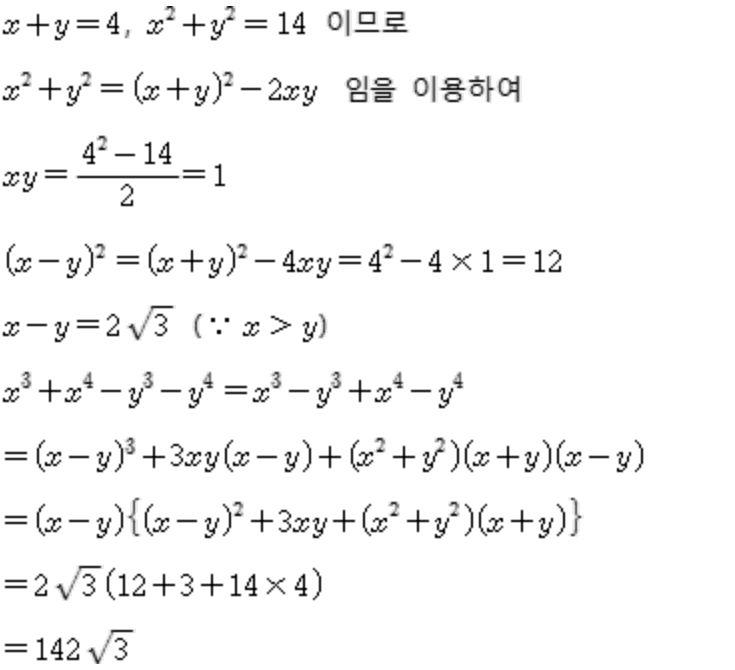 x+y=4, x²+y²=14 이므로
x²+y²=(x+y)²-2xy 임을 이용하여
xy=\frac{4²-14}{2}=1
(x-y)²=(x+y)²-4xy=4²-4×1=12
x-y=2√3 (∵ x>y)
x³+x⁴-y³-y⁴=x³-y³+x⁴-y⁴
=(x-y)³+3xy(x-y)+(x²+y²)(x+y)(x-y)
=(x-y){(x-y)²+3xy+(x²+y²)(x+y)}
=2√3(12+3+14×4)
=142√3